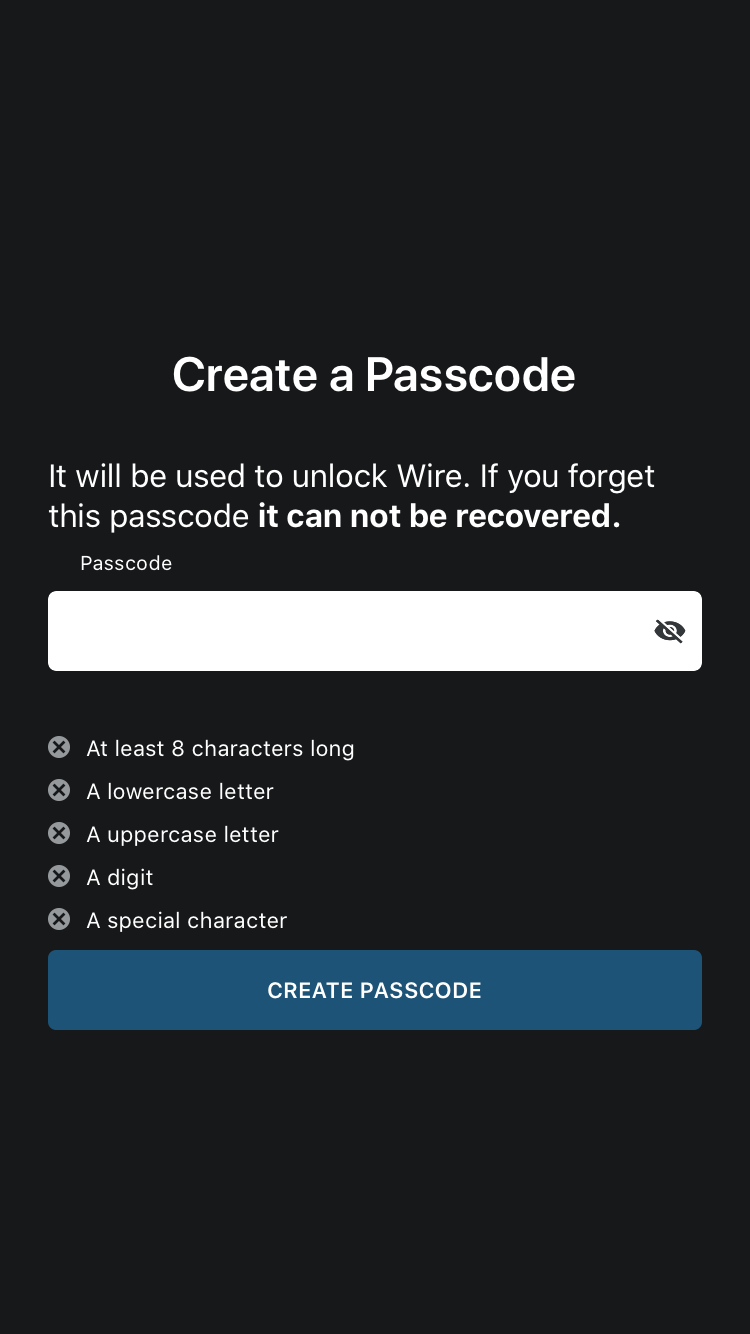 Create a Passcode
It will be used to unlock Wire. If you forget
this passcode it can not be recovered.
Passcode
At least 8 characters long
A lowercase letter
A uppercase letter
A digit
A special character
CREATE PASSCODE